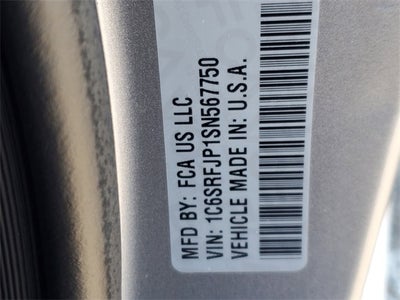 MFD BY: FCA US LLC
VIN: 1C6SRFJP1SN567750
VEHICLE MADE IN: U.S.A.